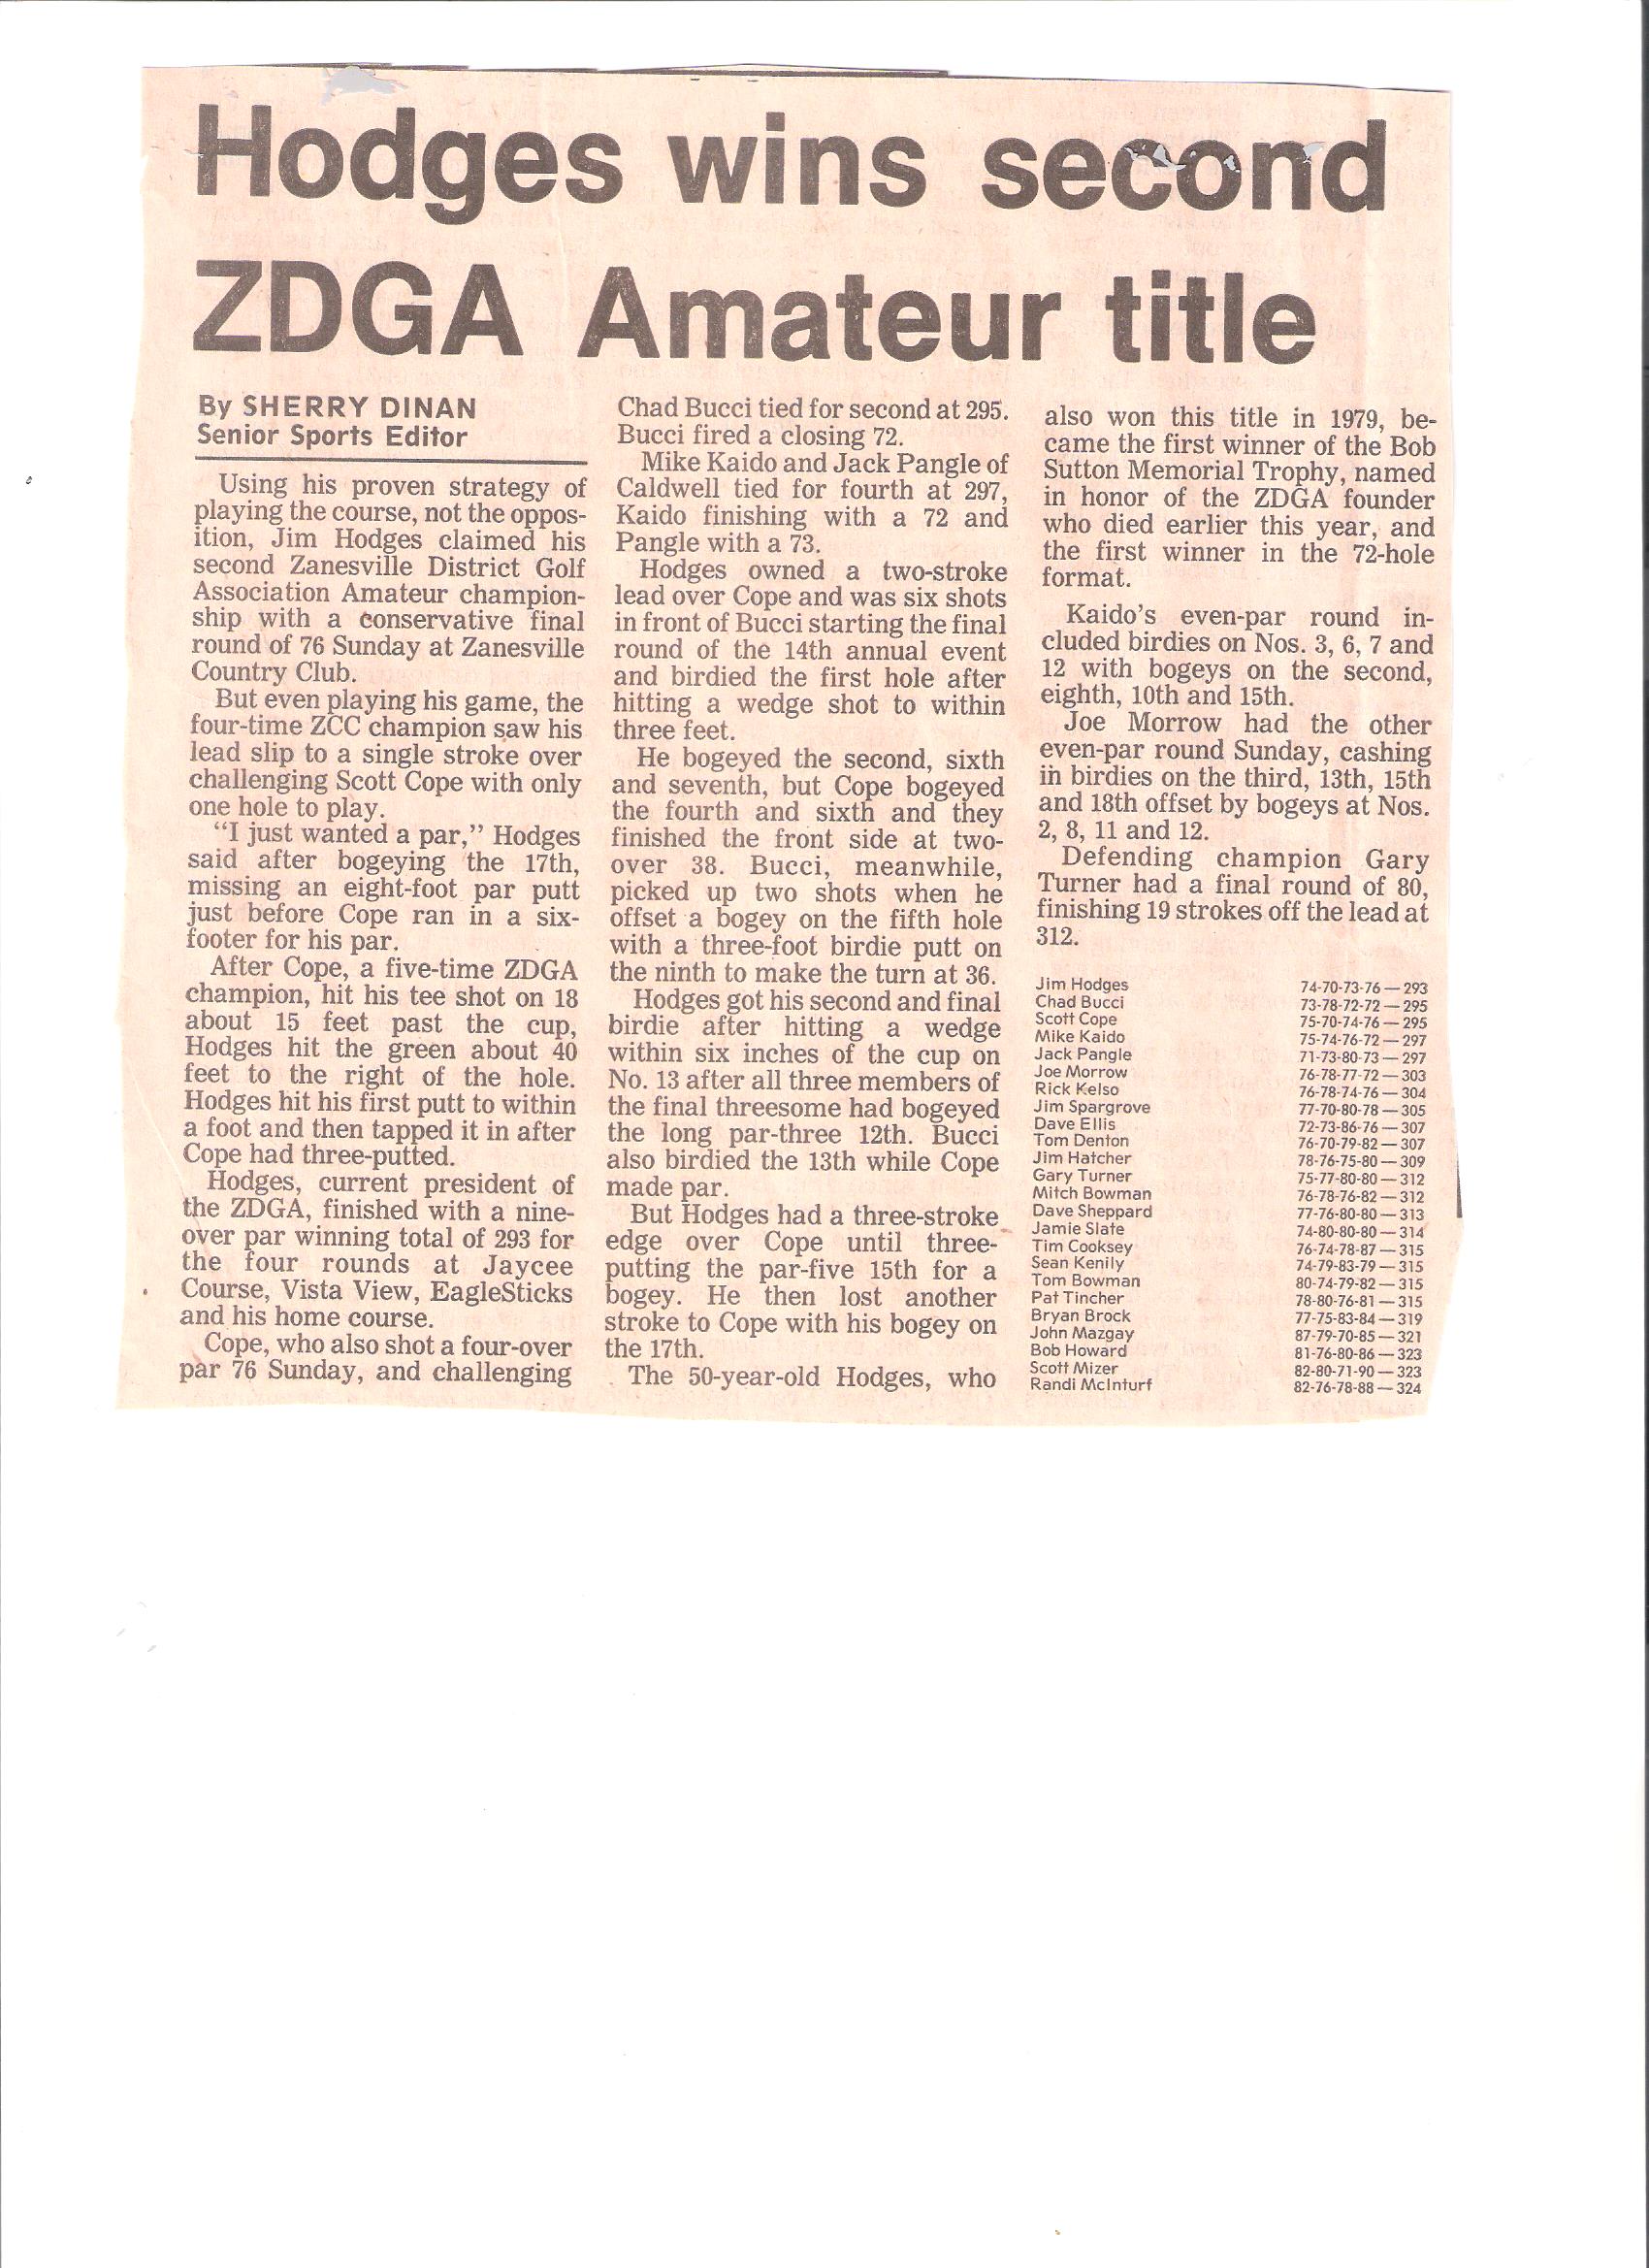 Hodges wins second
ZDGA Amateur title
By SHERRY DINAN
Senior Sports Editor
Using his proven strategy of
playing the course, not the oppos-
ition, Jim Hodges claimed his
second Zanesville District Golf
Association Amateur champion-
ship with a conservative final
round of 76 Sunday at Zanesville
Country Club.
But even playing his game, the
four-time ZCC champion saw his
lead slip to a single stroke over
challenging Scott Cope with only
one hole to play.
“I just wanted a par,” Hodges
said after bogeying the 17th,
missing an eight-foot par putt
just before Cope ran in a six-
footer for his par.
After Cope, a five-time ZDGA
champion, hit his tee shot on 18
about 15 feet past the cup,
Hodges hit the green about 40
feet to the right of the hole.
Hodges hit his first putt to within
a foot and then tapped it in after
Cope had three-putted.
Hodges, current president of
the ZDGA, finished with a nine-
over par winning total of 293 for
the four rounds at Jaycee
Course, Vista View, EagleSticks
and his home course.
Cope, who also shot a four-over
par 76 Sunday, and challenging
Chad Bucci tied for second at 295.
Bucci fired a closing 72.
Mike Kaido and Jack Pangle of
Caldwell tied for fourth at 297,
Kaido finishing with a 72 and
Pangle with a 73.
Hodges owned a two-stroke
lead over Cope and was six shots
in front of Bucci starting the final
round of the 14th annual event
and birdied the first hole after
hitting a wedge shot to within
three feet.
He bogeyed the second, sixth
and seventh, but Cope bogeyed
the fourth and sixth and they
finished the front side at two-
over 38. Bucci, meanwhile,
picked up two shots when he
offset a bogey on the fifth hole
with a three-foot birdie putt on
the ninth to make the turn at 36.
Hodges got his second and final
birdie after hitting a wedge
within six inches of the cup on
No. 13 after all three members of
the final threesome had bogeyed
the long par-three 12th. Bucci
also birdied the 13th while Cope
made par.
But Hodges had a three-stroke
edge over Cope until three-
putting the par-five 15th for a
bogey. He then lost another
stroke to Cope with his bogey on
the 17th.
The 50-year-old Hodges, who
also won this title in 1979, be-
came the first winner of the Bob
Sutton Memorial Trophy, named
in honor of the ZDGA founder
who died earlier this year, and
the first winner in the 72-hole
format.
Kaido’s even-par round in-
cluded birdies on Nos. 3, 6, 7 and
12 with bogeys on the second,
eighth, 10th and 15th.
Joe Morrow had the other
even-par round Sunday, cashing
in birdies on the third, 13th, 15th
and 18th offset by bogeys at Nos.
2, 8, 11 and 12.
Defending champion Gary
Turner had a final round of 80,
finishing 19 strokes off the lead at
312.
Jim Hodges 74-70-73-76 — 293
Chad Bucci 73-78-72-72 — 295
Scott Cope 75-70-74-76 — 295
Mike Kaido 75-74-76-72 — 297
Jack Pangle 71-73-80-73 — 297
Joe Morrow 76-78-77-72 — 303
Rick Kelso 76-78-74-76 — 304
Jim Spargrove 77-70-80-78 — 305
Dave Ellis 72-73-86-76 — 307
Tom Denton 76-70-79-82 — 307
Jim Hatcher 78-76-75-80 — 309
Gary Turner 75-77-80-80 — 312
Mitch Bowman 76-78-76-82 — 312
Dave Sheppard 77-76-80-80 — 313
Jamie Slate 74-80-80-80 — 314
Tim Cooksey 76-74-78-87 — 315
Sean Kenily 74-79-83-79 — 315
Tom Bowman 80-74-79-82 — 315
Pat Tincher 78-80-76-81 — 315
Bryan Brock 77-75-83-84 — 319
John Mazgay 87-79-70-85 — 321
Bob Howard 81-76-80-86 — 323
Scott Mizer 82-80-71-90 — 323
Randi McInturf 82-76-78-88 — 324